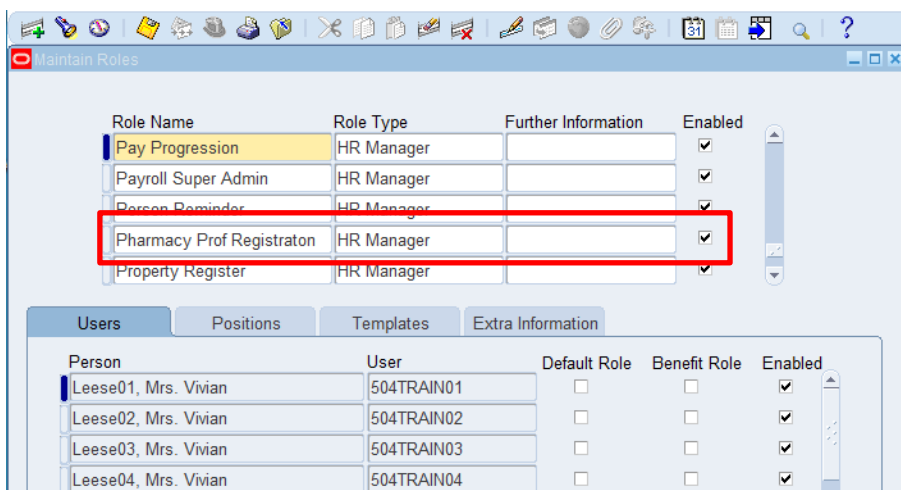 31 ?
Maintain Roles
Role Name Role Type Further Information Enabled
Pay Progression HR Manager
Payroll Super Admin HR Manager
Person Reminder HR Manager
Pharmacy Prof Registraton HR Manager
Property Register HR Manager
Users Positions Templates Extra Information
Person User Default Role Benefit Role Enabled
Leese01, Mrs. Vivian 504TRAIN01
Leese02, Mrs. Vivian 504TRAIN02
Leese03, Mrs. Vivian 504TRAIN03
Leese04, Mrs. Vivian 504TRAIN04